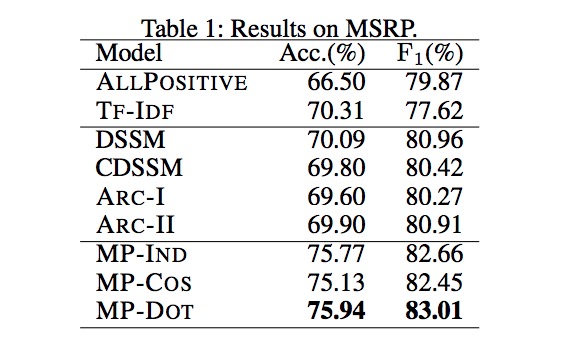 Table 1: Results on MSRP.
Model Acc.(%) F1(%)
ALLPOSITIVE 66.50 79.87
TF-IDF 70.31 77.62
DSSM 70.09 80.96
CDSSM 69.80 80.42
ARC-I 69.60 80.27
ARC-II 69.90 80.91
MP-IND 75.77 82.66
MP-COS 75.13 82.45
MP-DOT 75.94 83.01